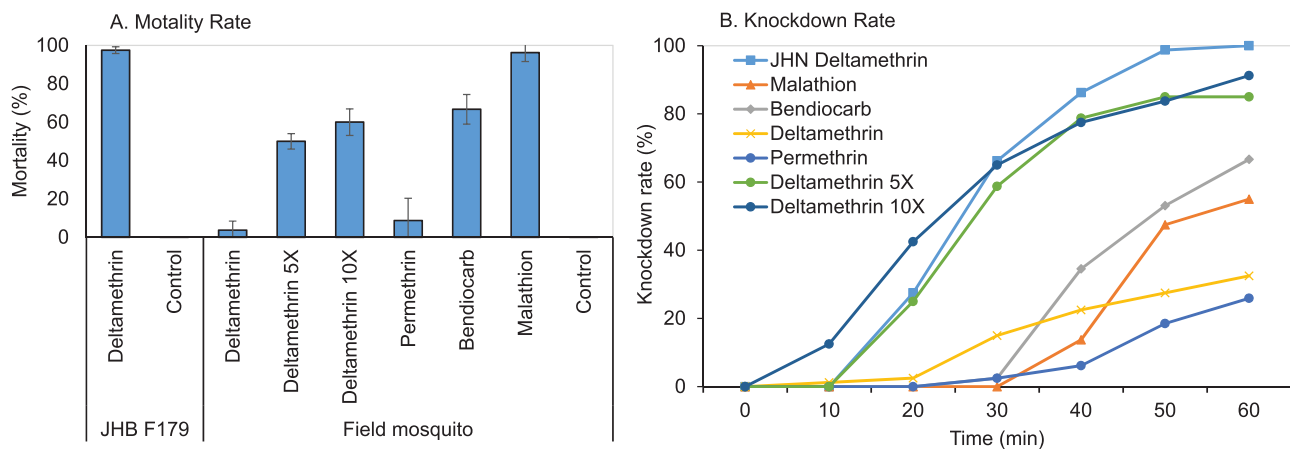 A. Motality Rate
100
80
60
40
20
0
Mortality (%)
Deltamethrin
Control
Deltamethrin
Deltamethrin 5X
Deltamethrin 10X
Permethrin
Bendiocarb
Malathion
Control
JHB F179
Field mosquito
B. Knockdown Rate
100
80
60
40
20
0
Knockdown rate (%)
JHN Deltamethrin
Malathion
Bendiocarb
Deltamethrin
Permethrin
Deltamethrin 5X
Deltamethrin 10X
0 10 20 30 40 50 60
Time (min)